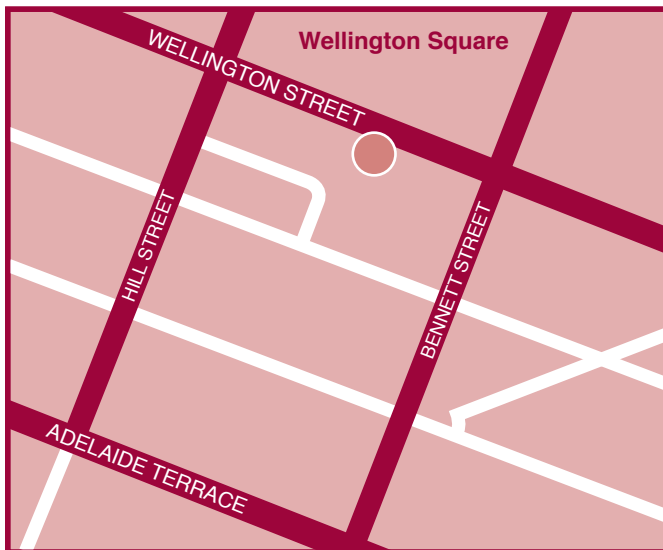 Wellington Square
WELLINGTON STREET
HILL STREET
BENNETT STREET
ADELAIDE TERRACE